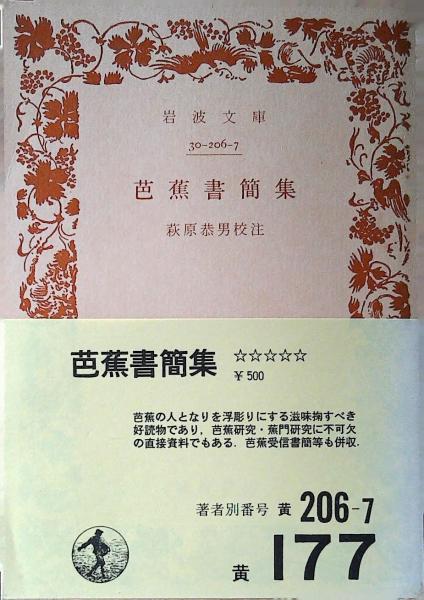 岩波文庫
30-206-7
芭蕉書簡集
萩原恭男校注
芭蕉書簡集 ☆☆☆☆☆
¥500
芭蕉の人となりを浮彫りにする滋味掬すべき
好読物であり，芭蕉研究・蕉門研究に不可欠
の直接資料でもある．芭蕉受信書簡等も併収．
著者別番号 黄 206-7
黄 177